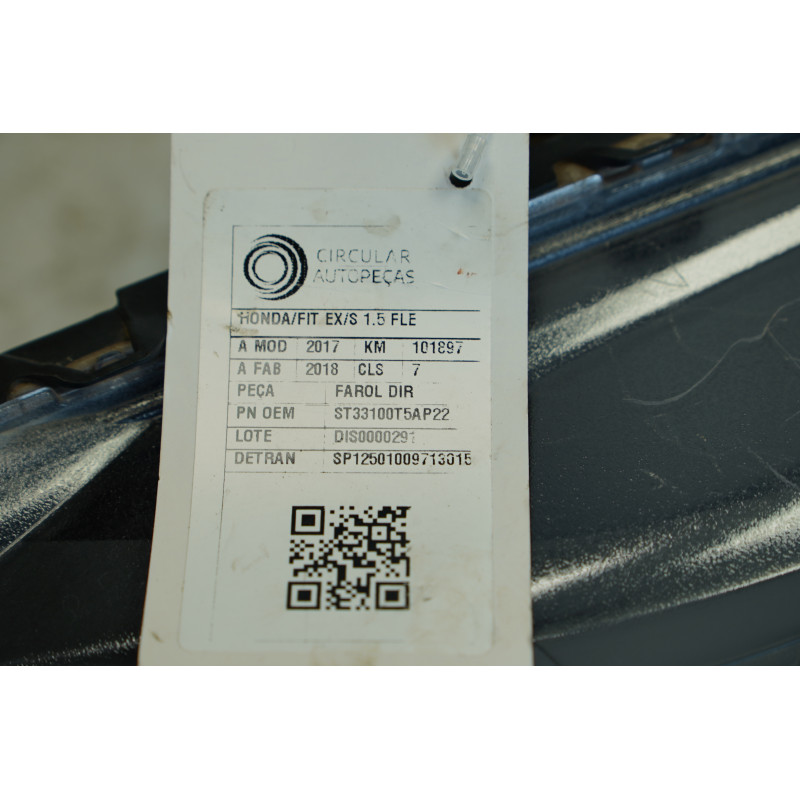 CIRCULAR
AUTOPEÇAS
HONDA/FIT EX/S 1.5 FLE
A MOD 2017 KM 101897
A FAB 2018 CLS 7
PEÇA FAROL DIR
PN OEM ST33100T5AP22
LOTE DIS0000291
DETRAN SP12501009713015